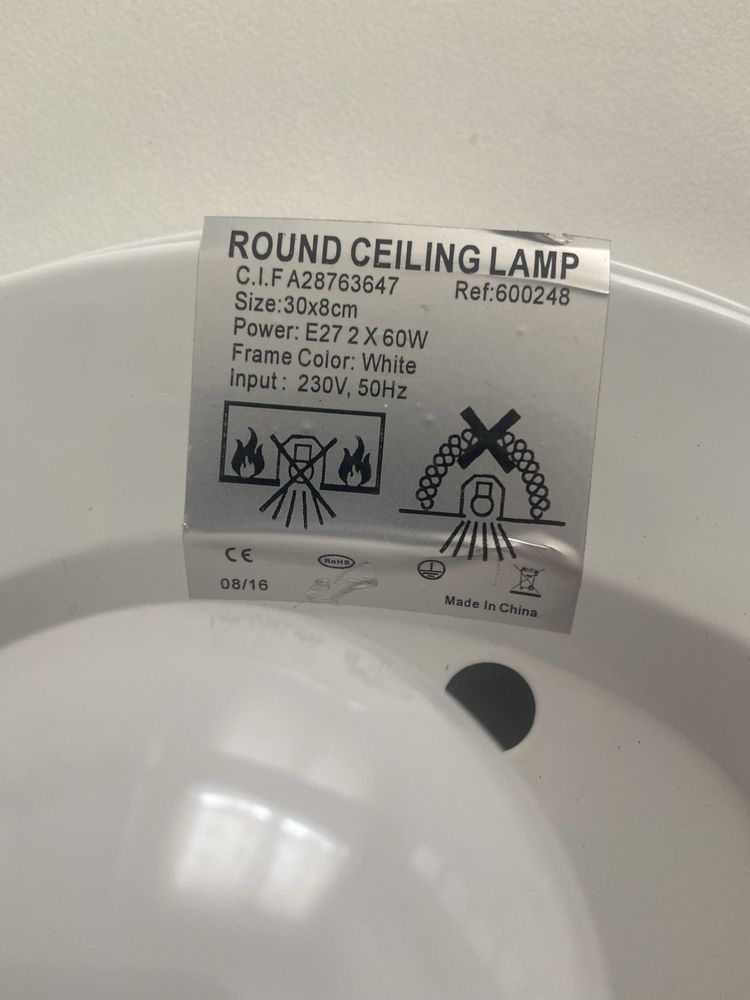 ROUND CEILING LAMP
C.I.F A28763647 Ref:600248
Size:30x8cm
Power: E27 2 X 60W
Frame Color: White
Input: 230V, 50Hz
CE RoHS
08/16 Made In China